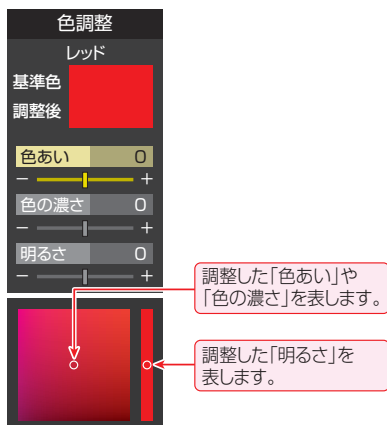 色調整
レッド
基準色
調整後
色あい 0
− +
色の濃さ 0
− +
明るさ 0
− +
調整した「色あい」や
「色の濃さ」を表します。
調整した「明るさ」を
表します。